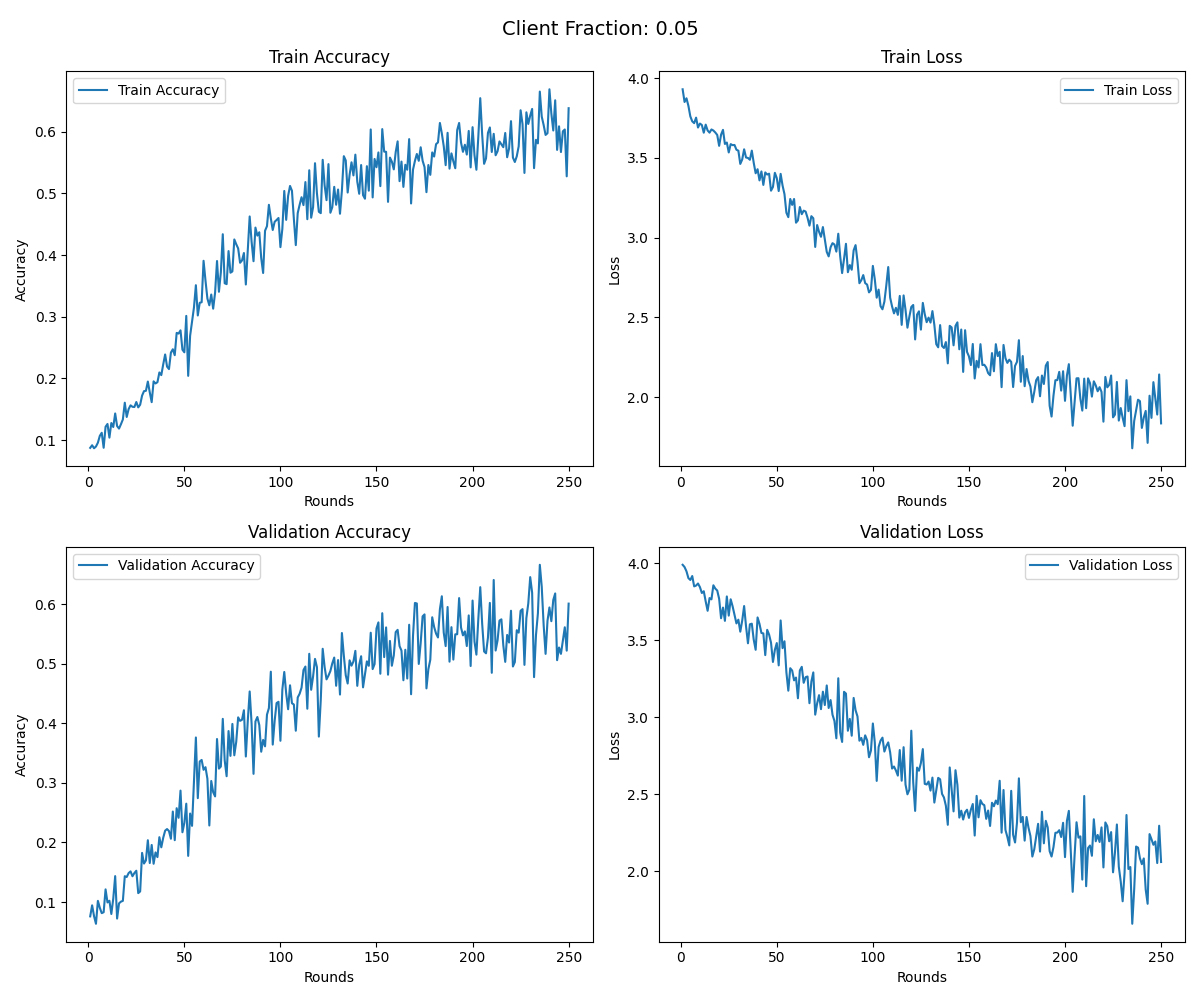 Client Fraction: 0.05
Train Accuracy
Train Accuracy
Accuracy
0.6
0.5
0.4
0.3
0.2
0.1
0 50 100 150 200 250
Rounds
Train Loss
Train Loss
Loss
4.0
3.5
3.0
2.5
2.0
0 50 100 150 200 250
Rounds
Validation Accuracy
Validation Accuracy
Accuracy
0.6
0.5
0.4
0.3
0.2
0.1
0 50 100 150 200 250
Rounds
Validation Loss
Validation Loss
Loss
4.0
3.5
3.0
2.5
2.0
0 50 100 150 200 250
Rounds